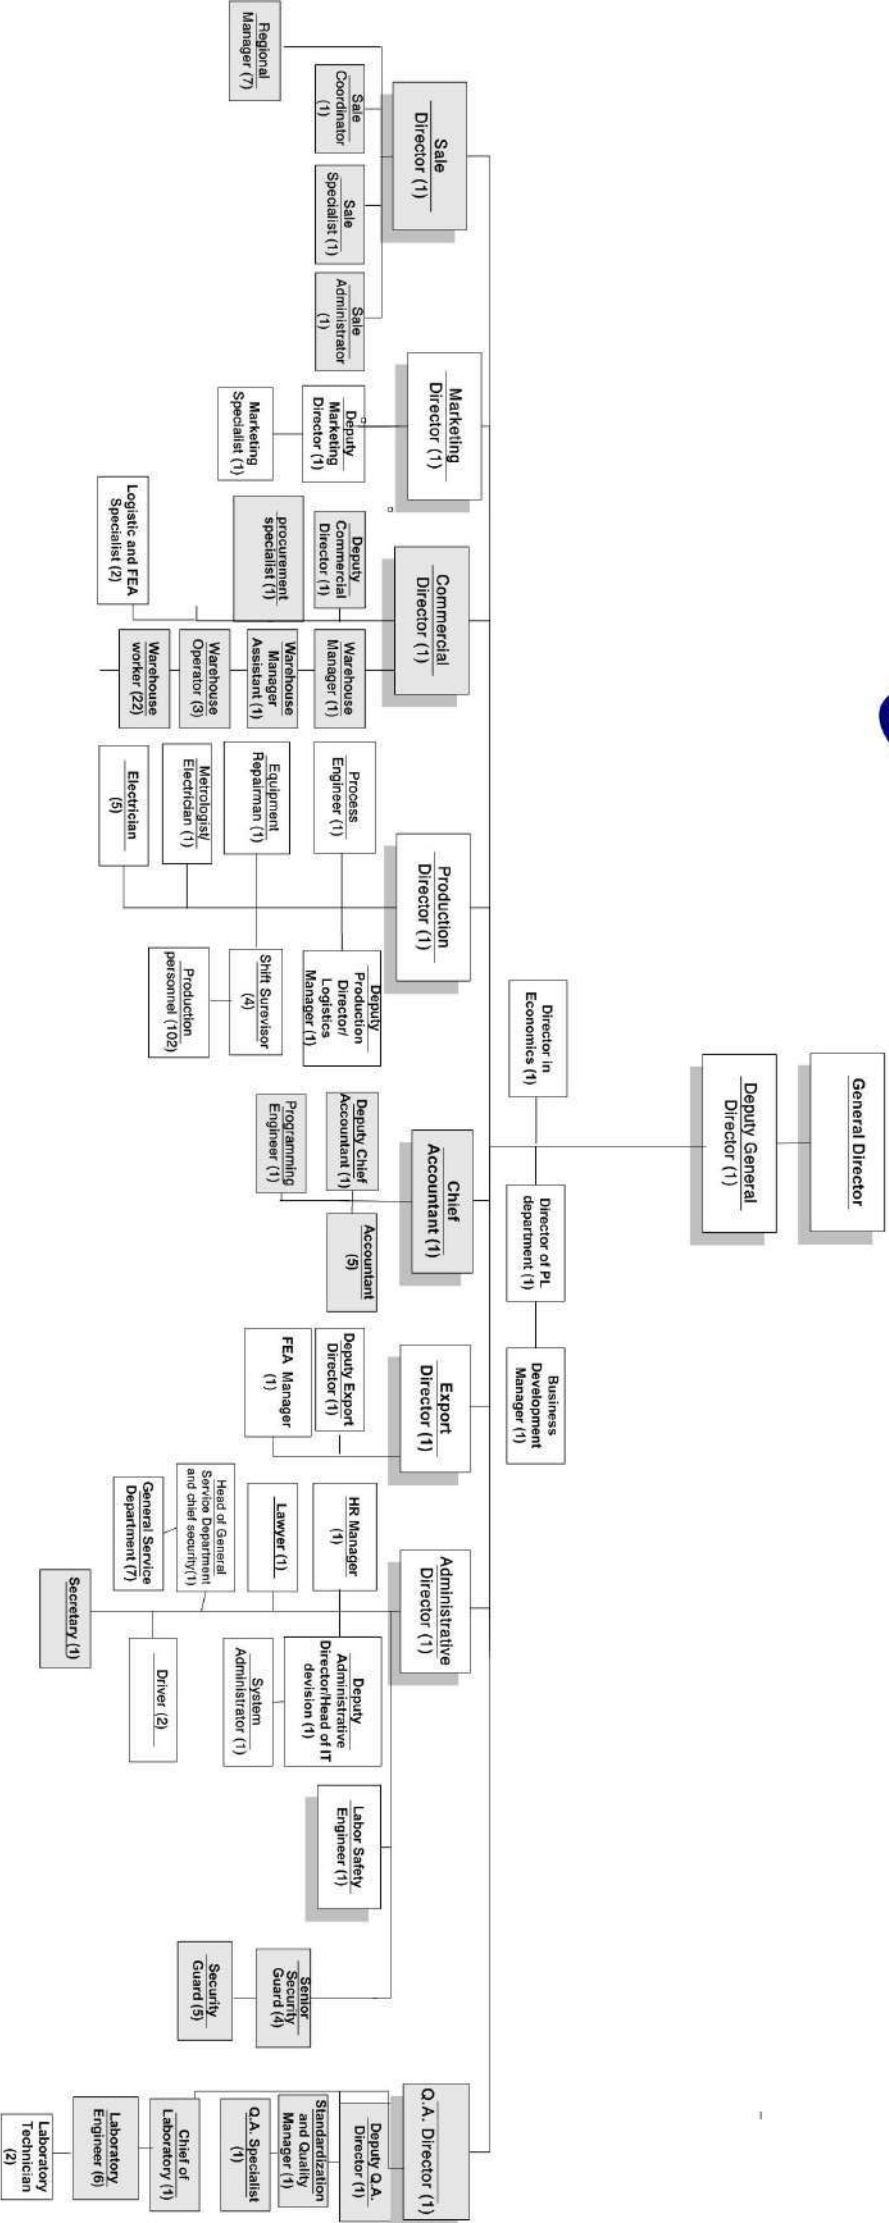 General Director
Deputy General
Director (1)
Director in
Economics (1)
Director of PL
department (1)
Business
Development
Manager (1)
Sale
Director (1)
Regional
Manager (7)
Sale
Coordinator
(1)
Sale
Specialist (1)
Sale
Administrator
(1)
Marketing
Director (1)
Deputy
Marketing
Director (1)
Marketing
Specialist (1)
Commercial
Director (1)
Deputy
Commercial
Director (1)
procurement
specialist (1)
Logistic and FEA
Specialist (2)
Warehouse
Manager (1)
Warehouse
Manager
Assistant (1)
Warehouse
Operator (3)
Warehouse
worker (22)
Production
Director (1)
Process
Engineer (1)
Equipment
Repairman (1)
Metrologist/
Electrician (1)
Electrician
(5)
Deputy
Production
Director/
Logistics
Manager (1)
Shift Surevisor
(4)
Production
personnel (102)
Chief
Accountant (1)
Deputy Chief
Accountant (1)
Programming
Engineer (1)
Accountant
(5)
Export
Director (1)
Deputy Export
Director (1)
FEA Manager
(1)
Administrative
Director (1)
HR Manager
(1)
Lawyer (1)
Head of General
Service Department
and chief security(1)
General Service
Department (7)
Secretary (1)
Deputy
Administrative
Director/Head of IT
devision (1)
System
Administrator (1)
Driver (2)
Labor Safety
Engineer (1)
Senior
Security
Guard (4)
Security
Guard (5)
Q.A. Director (1)
Deputy Q.A.
Director (1)
Standardization
and Quality
Manager (1)
Q.A. Specialist
(1)
Chief of
Laboratory (1)
Laboratory
Engineer (6)
Laboratory
Technician
(2)